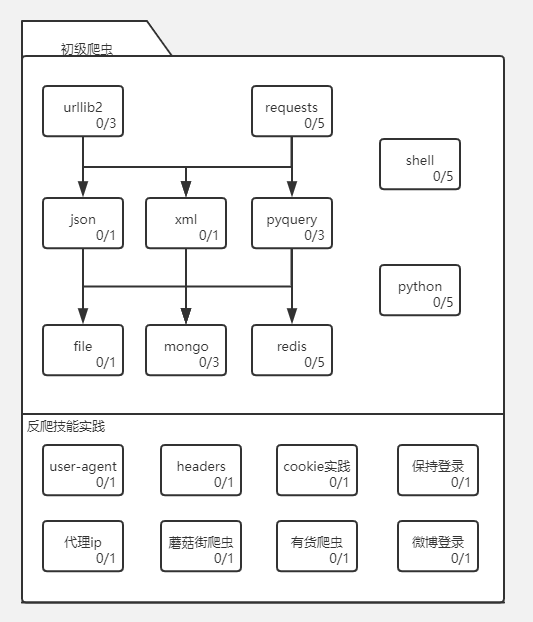 初级爬虫
urllib2
0/3
requests
0/5
shell
0/5
json
0/1
xml
0/1
pyquery
0/3
python
0/5
file
0/1
mongo
0/3
redis
0/5
反爬技能实践
user-agent
0/1
headers
0/1
cookie实践
0/1
保持登录
0/1
代理ip
0/1
蘑菇街爬虫
0/1
有货爬虫
0/1
微博登录
0/1